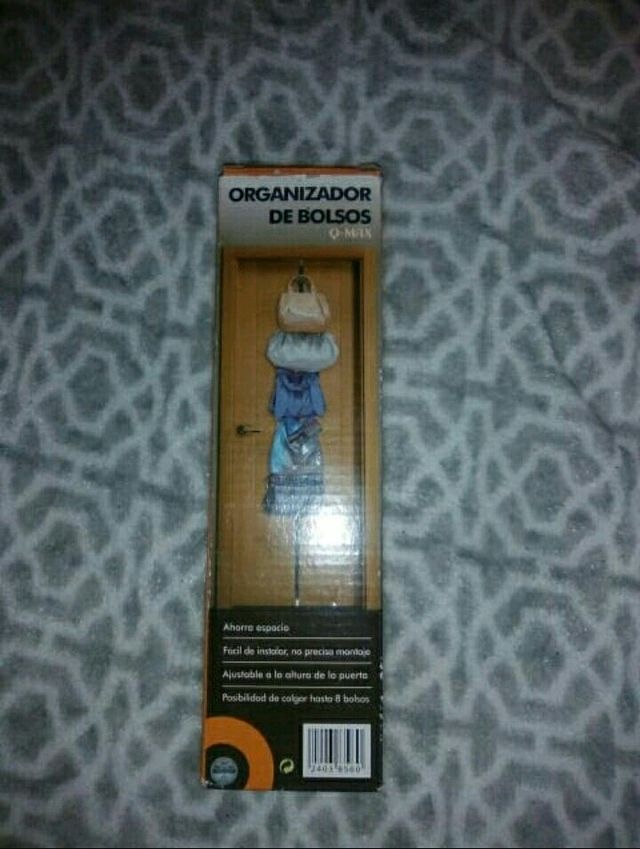 ORGANIZADOR
DE BOLSOS
Q-MAX
Ahorra espacio
Fácil de instalar, no precisa montaje
Ajustable a la altura de la puerta
Posibilidad de colgar hasta 8 bolsos